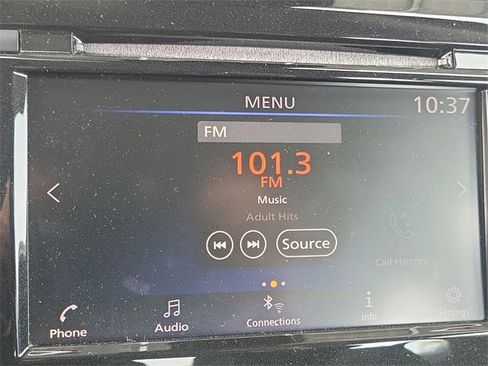 MENU
10:37
FM
101.3
FM
Music
Adult Hits
Source
Call History
Phone
Audio
Connections
Info
Settings